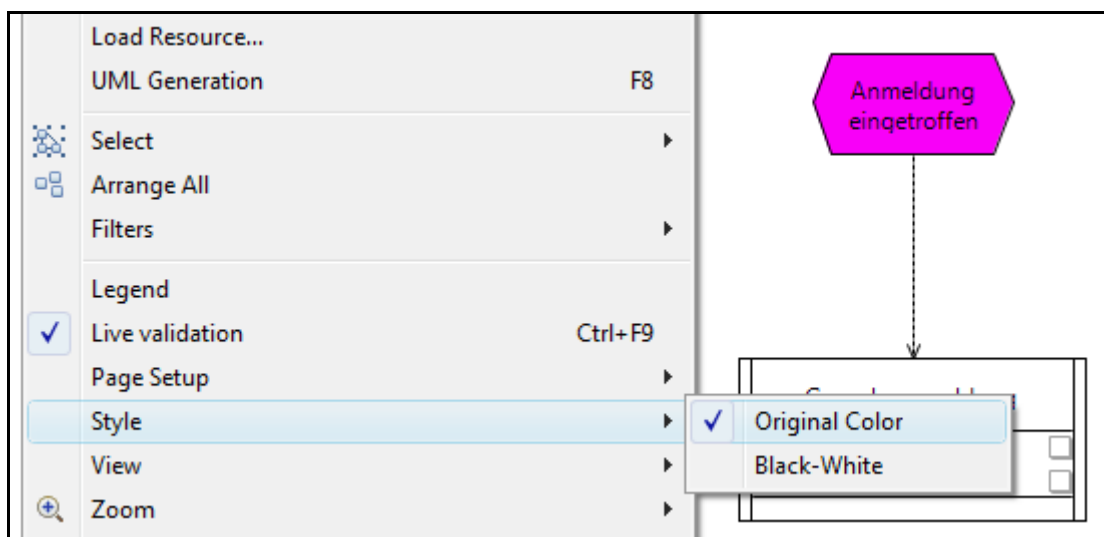 Load Resource...
UML Generation F8
Select
Arrange All
Filters
Legend
Live validation Ctrl+F9
Page Setup
Style
View
Zoom
Original Color
Black-White
Anmeldung
eingetroffen